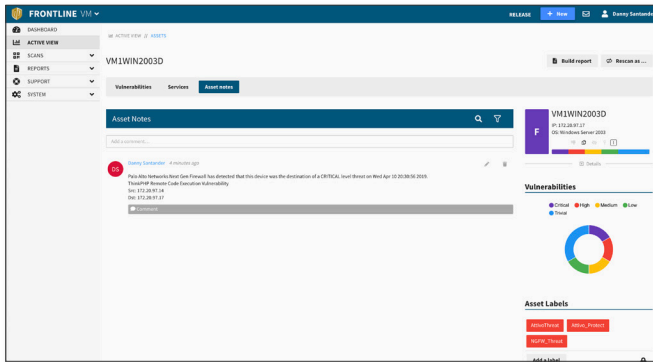 FRONTLINE VM
RELEASE
+ New
Danny Santander
DASHBOARD
ACTIVE VIEW
SCANS
REPORTS
SUPPORT
SYSTEM
ACTIVE VIEW // ASSETS
VM1WIN2003D
Build report
Rescan as ...
Vulnerabilities
Services
Asset notes
Asset Notes
Add a comment...
DS
Danny Santander 4 minutes ago
Palo Alto Networks Next Gen Firewall has detected that this device was the destination of a CRITICAL level threat on Wed Apr 10 20:38:56 2019.
ThinkPHP Remote Code Execution Vulnerability
Src: 172.20.97.14
Dst: 172.20.97.17
Comment
F
VM1WIN2003D
IP: 172.20.97.17
OS: Windows Server 2003
Details
Vulnerabilities
Critical
High
Medium
Low
Trivial
Asset Labels
AttivoThreat
Attivo_Protect
NGFW_Threat
Add a label